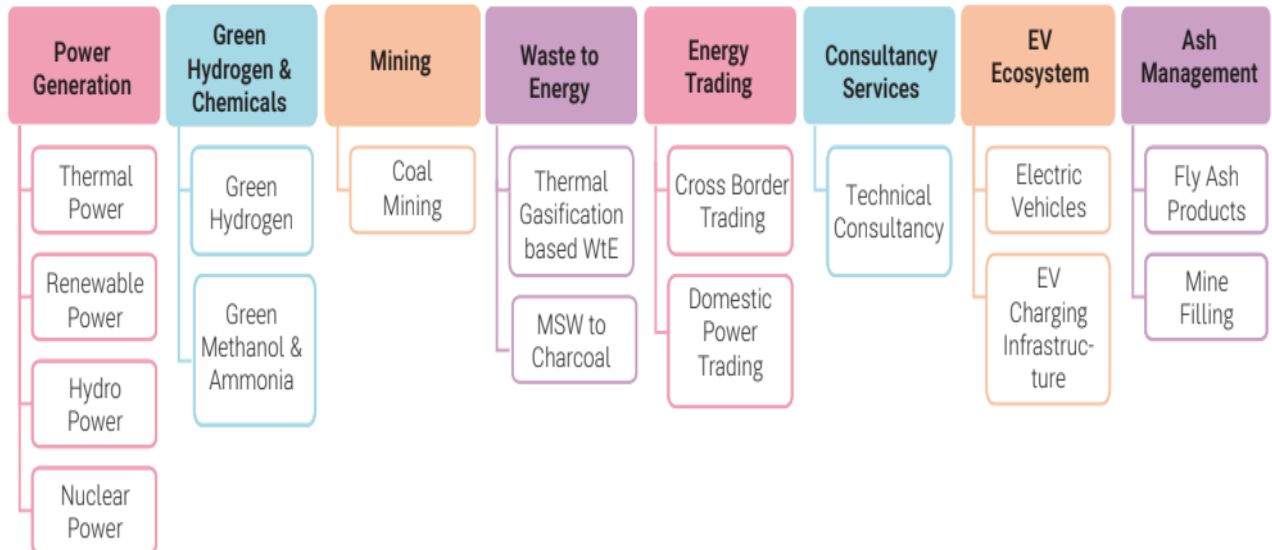 Power
Generation
Thermal
Power
Renewable
Power
Hydro
Power
Nuclear
Power
Green
Hydrogen &
Chemicals
Green
Hydrogen
Green
Methanol &
Ammonia
Mining
Coal
Mining
Waste to
Energy
Thermal
Gasification
based WtE
MSW to
Charcoal
Energy
Trading
Cross Border
Trading
Domestic
Power
Trading
Consultancy
Services
Technical
Consultancy
EV
Ecosystem
Electric
Vehicles
EV
Charging
Infrastruc-
ture
Ash
Management
Fly Ash
Products
Mine
Filling